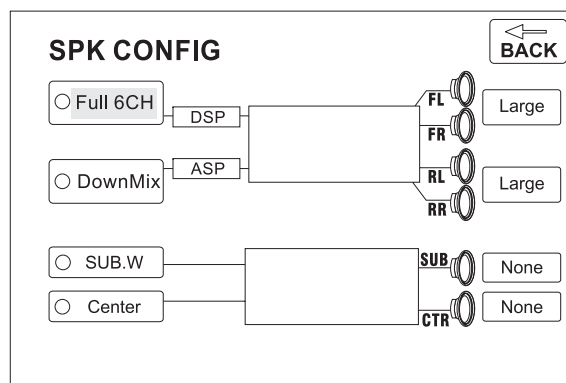 SPK CONFIG
BACK
Full 6CH
DSP
FL
FR
Large
DownMix
ASP
RL
RR
Large
SUB.W
SUB
None
Center
CTR
None